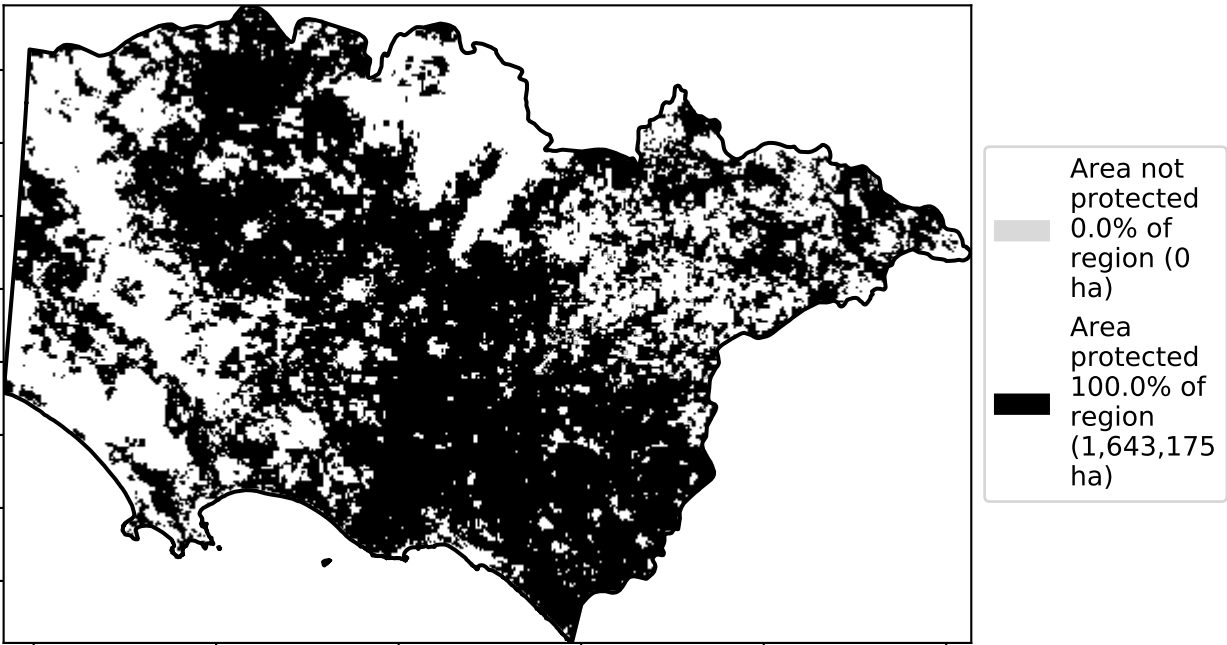 Area not
protected
0.0% of
region (0
ha)
Area
protected
100.0% of
region
(1,643,175
ha)